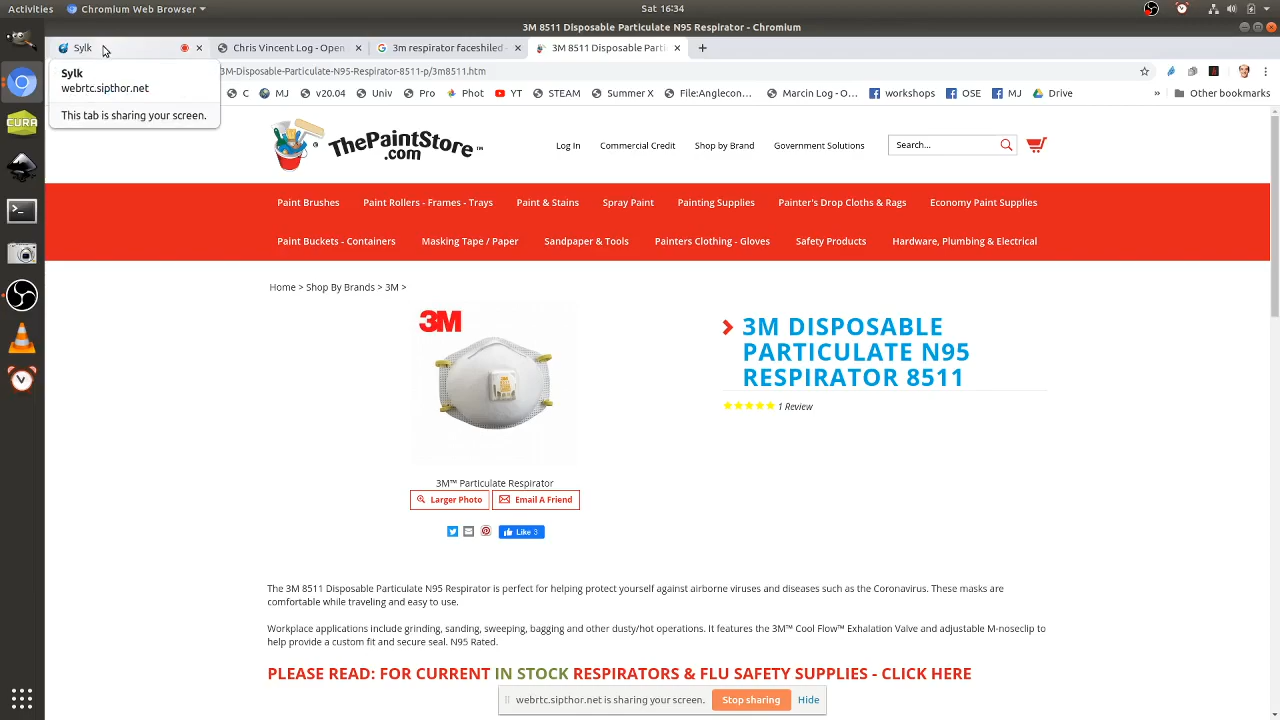 Activities
Chromium Web Browser
Sat 16:34
3M 8511 Disposable Particulate N95 Respirator - Chromium
Sylk
Chris Vincent Log - Open
3m respirator faceshiled -
3M 8511 Disposable Parti
3M-Disposable-Particulate-N95-Respirator-8511-p/3m8511.htm
Sylk
webrtc.sipthor.net
This tab is sharing your screen.
C
MJ
v20.04
Univ
Pro
Phot
YT
STEAM
Summer X
File:Anglecon...
Marcin Log - O...
workshops
OSE
MJ
Drive
»
Other bookmarks
CURA
ThePaintStore
.com
™
Log In
Commercial Credit
Shop by Brand
Government Solutions
Search...
Paint Brushes
Paint Rollers - Frames - Trays
Paint & Stains
Spray Paint
Painting Supplies
Painter's Drop Cloths & Rags
Economy Paint Supplies
Paint Buckets - Containers
Masking Tape / Paper
Sandpaper & Tools
Painters Clothing - Gloves
Safety Products
Hardware, Plumbing & Electrical
Home > Shop By Brands > 3M >
3M
3M DISPOSABLE
PARTICULATE N95
RESPIRATOR 8511
1 Review
3M™ Particulate Respirator
Larger Photo
Email A Friend
Like 3
The 3M 8511 Disposable Particulate N95 Respirator is perfect for helping protect yourself against airborne viruses and diseases such as the Coronavirus. These masks are
comfortable while traveling and easy to use.
Workplace applications include grinding, sanding, sweeping, bagging and other dusty/hot operations. It features the 3M™ Cool Flow™ Exhalation Valve and adjustable M-noseclip to
help provide a custom fit and secure seal. N95 Rated.
PLEASE READ: FOR CURRENT IN STOCK RESPIRATORS & FLU SAFETY SUPPLIES - CLICK HERE
webrtc.sipthor.net is sharing your screen.
Stop sharing
Hide